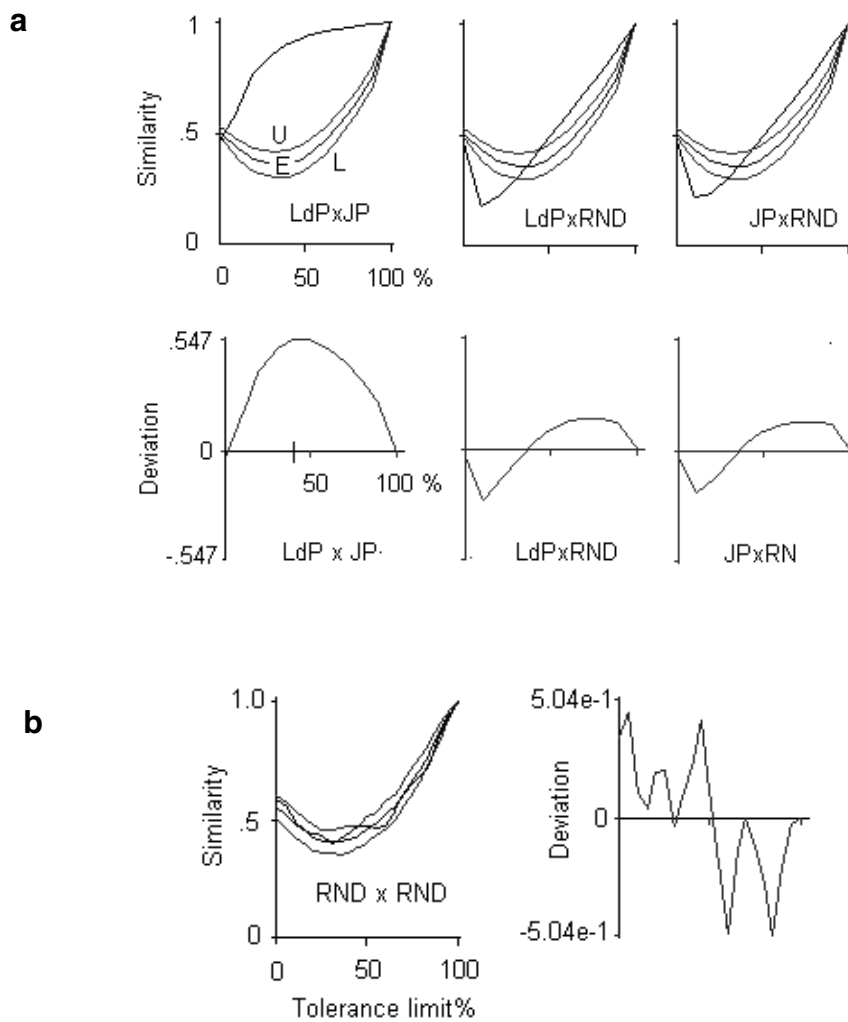 a
1
.5
0
Similarity
U
E
L
LdPxJP
0 50 100 %
LdPxRND
JPxRND
.547
0
-.547
Deviation
50 100 %
LdP x JP
LdPxRND
JPxRN
b
1.0
.5
0
Similarity
RND x RND
0 50 100
Tolerance limit%
5.04e-1
0
-5.04e-1
Deviation